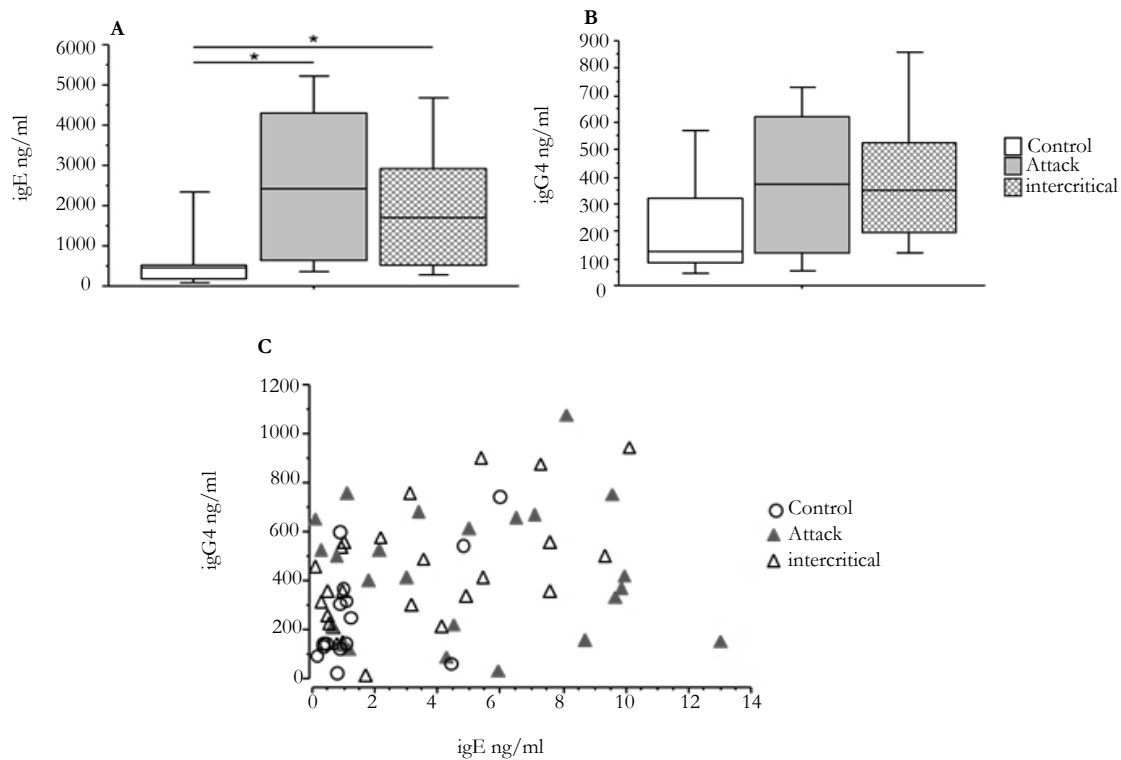 A
B
6000
5000
4000
3000
2000
1000
0
igE ng/ml
*
*
900
800
700
600
500
400
300
200
100
0
igG4 ng/ml
Control
Attack
intercritical
C
1200
1000
800
600
400
200
0
igG4 ng/ml
0 2 4 6 8 10 12 14
igE ng/ml
Control
Attack
intercritical